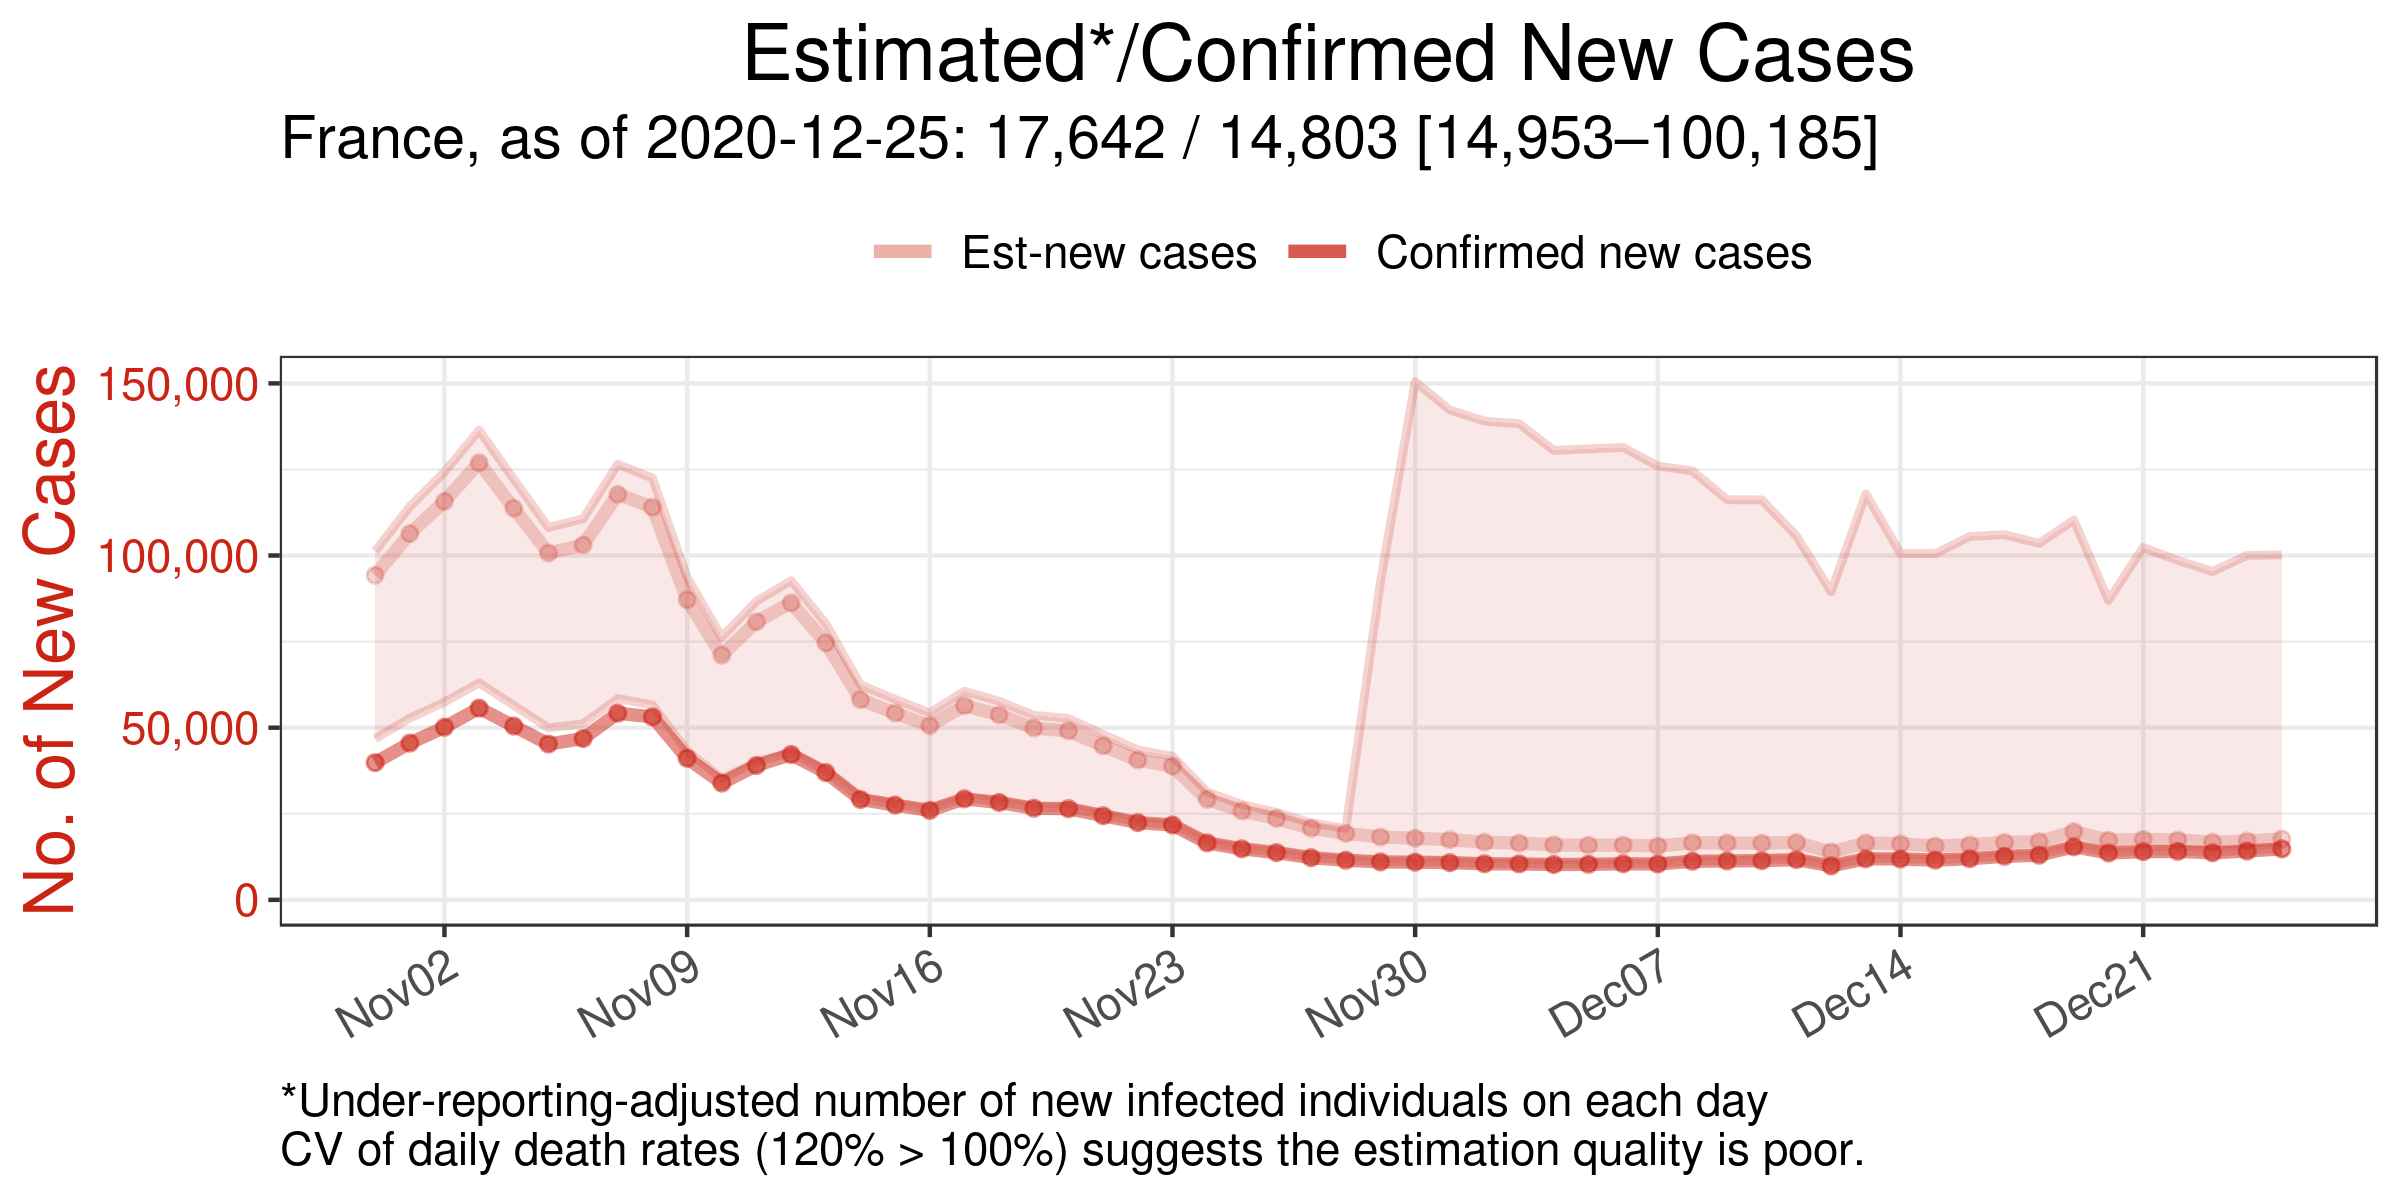 Estimated*/Confirmed New Cases
France, as of 2020-12-25: 17,642 / 14,803 [14,953–100,185]
Est-new cases
Confirmed new cases
No. of New Cases
150,000
100,000
50,000
0
Nov02
Nov09
Nov16
Nov23
Nov30
Dec07
Dec14
Dec21
*Under-reporting-adjusted number of new infected individuals on each day
CV of daily death rates (120% > 100%) suggests the estimation quality is poor.